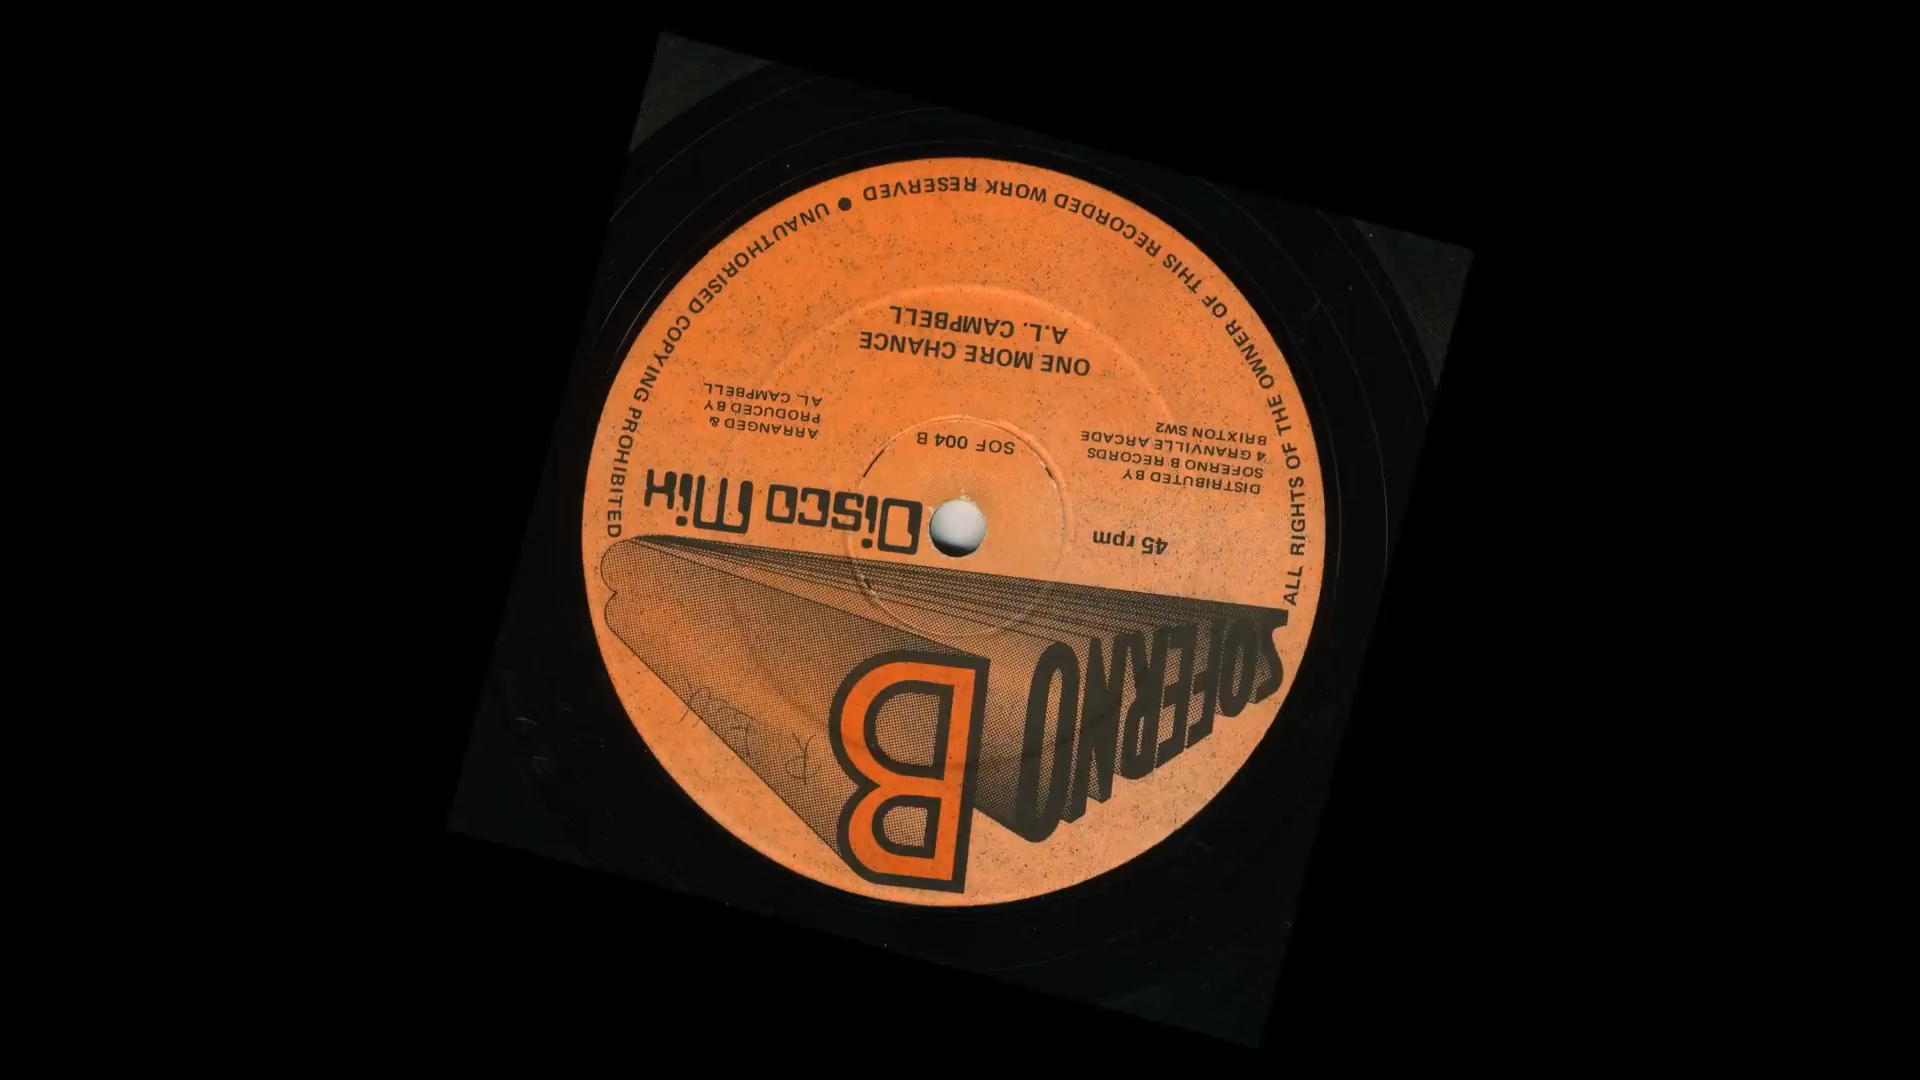 ALL RIGHTS OF THE OWNER OF THIS RECORDED WORK RESERVED • UNAUTHORISED COPYING PROHIBITED
SOFERNO B
Disco Mix
45 rpm
SOF 004 B
DISTRIBUTED BY
SOFERNO B RECORDS
4 GRANVILLE ARCADE
BRIXTON SW2
ARRANGED &
PRODUCED BY
AL. CAMPBELL
ONE MORE CHANCE
A.L. CAMPBELL